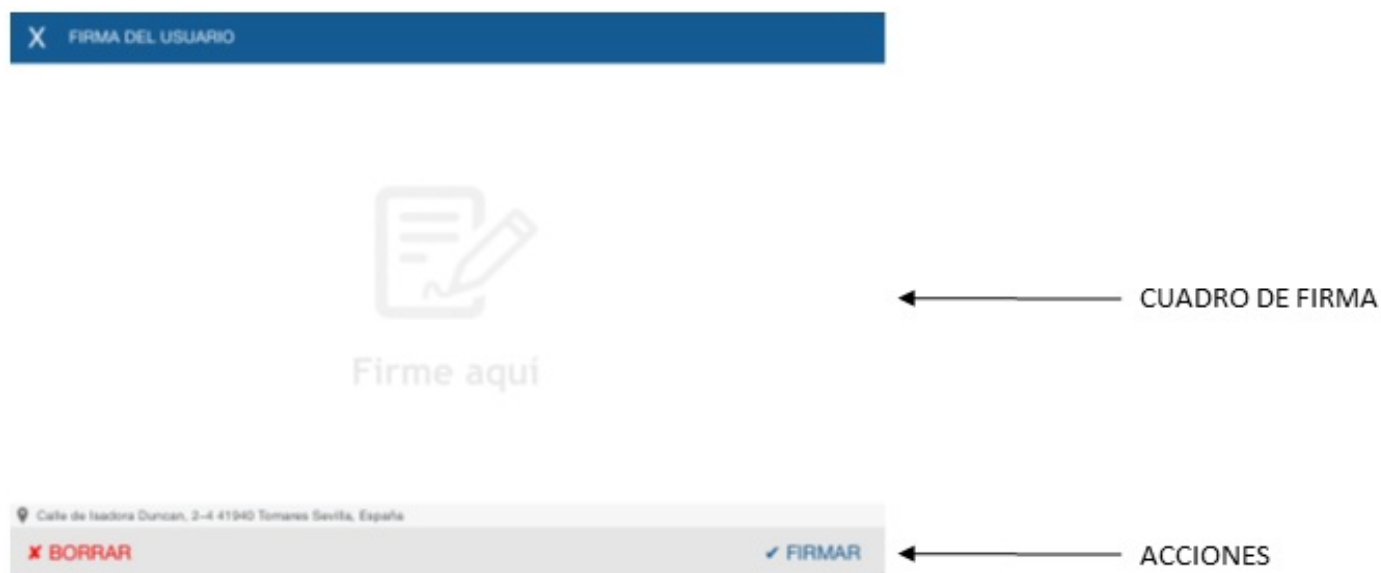 X FIRMA DEL USUARIO
CUADRO DE FIRMA
Firme aquí
Calle de Isadora Duncan, 2-4 41940 Tomares Sevilla, España
✘ BORRAR ✔ FIRMAR
ACCIONES